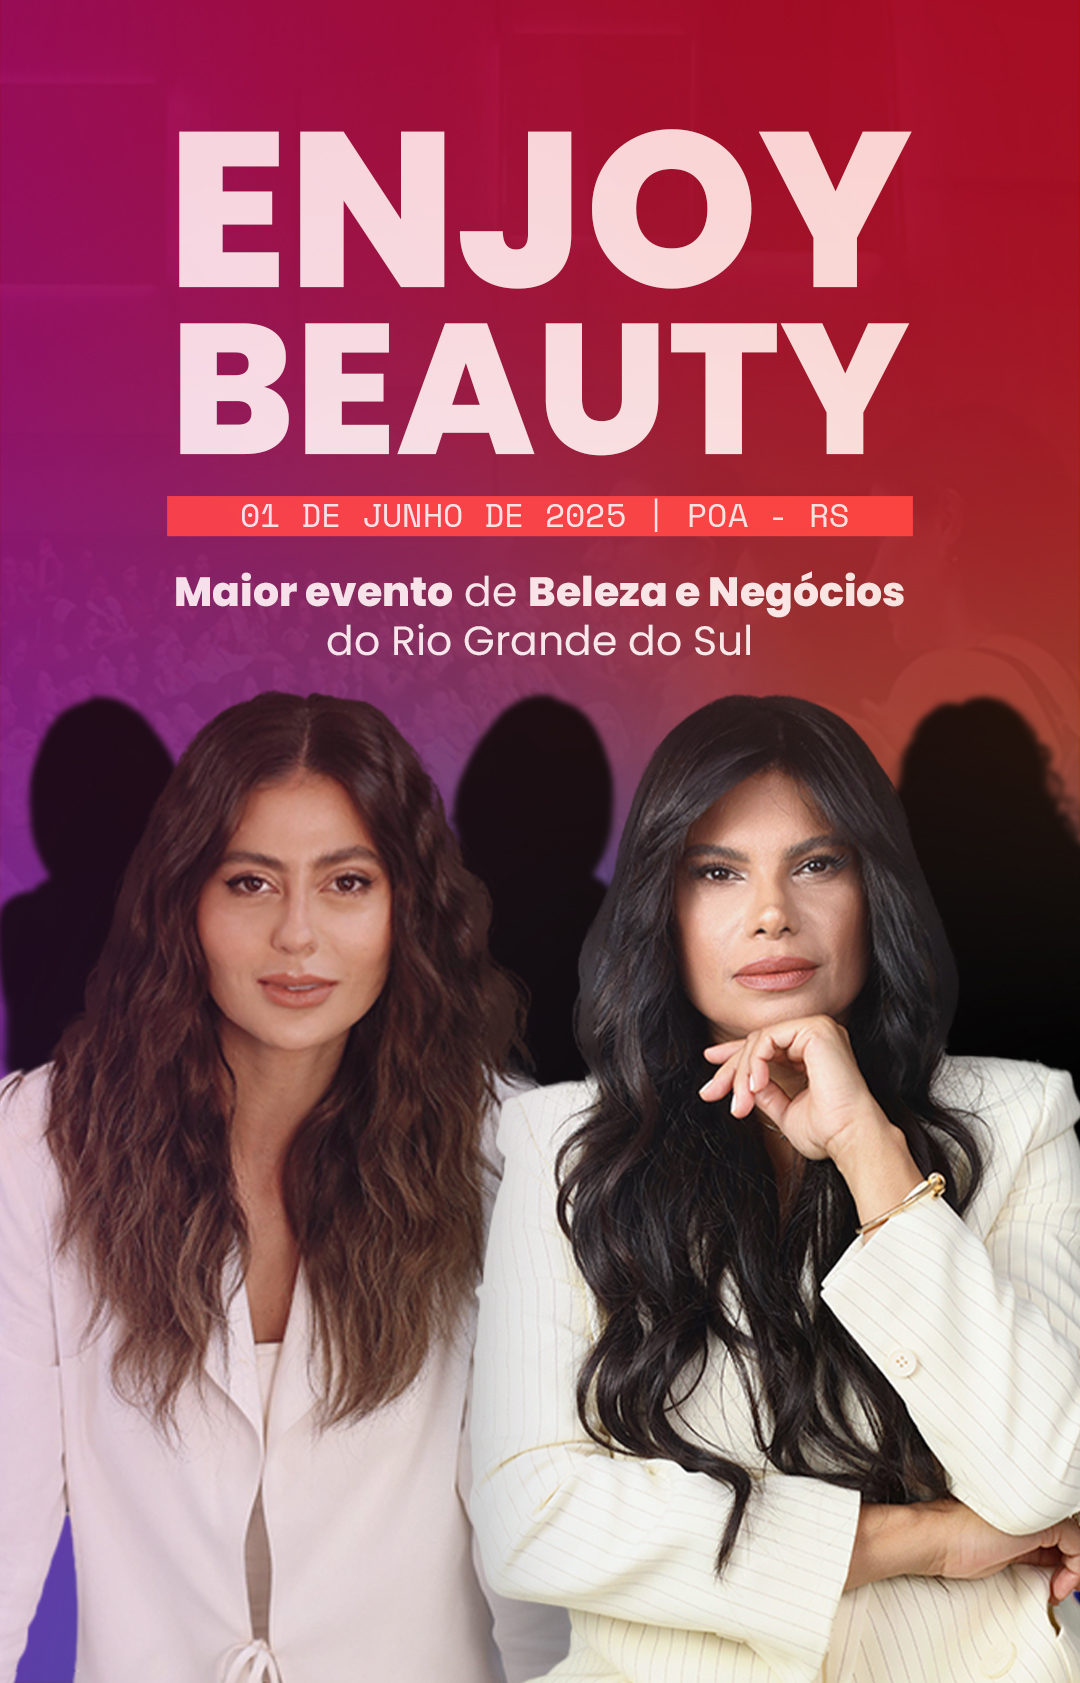 ENJOY
BEAUTY
01 DE JUNHO DE 2025 | POA - RS
Maior evento de Beleza e Negócios
do Rio Grande do Sul